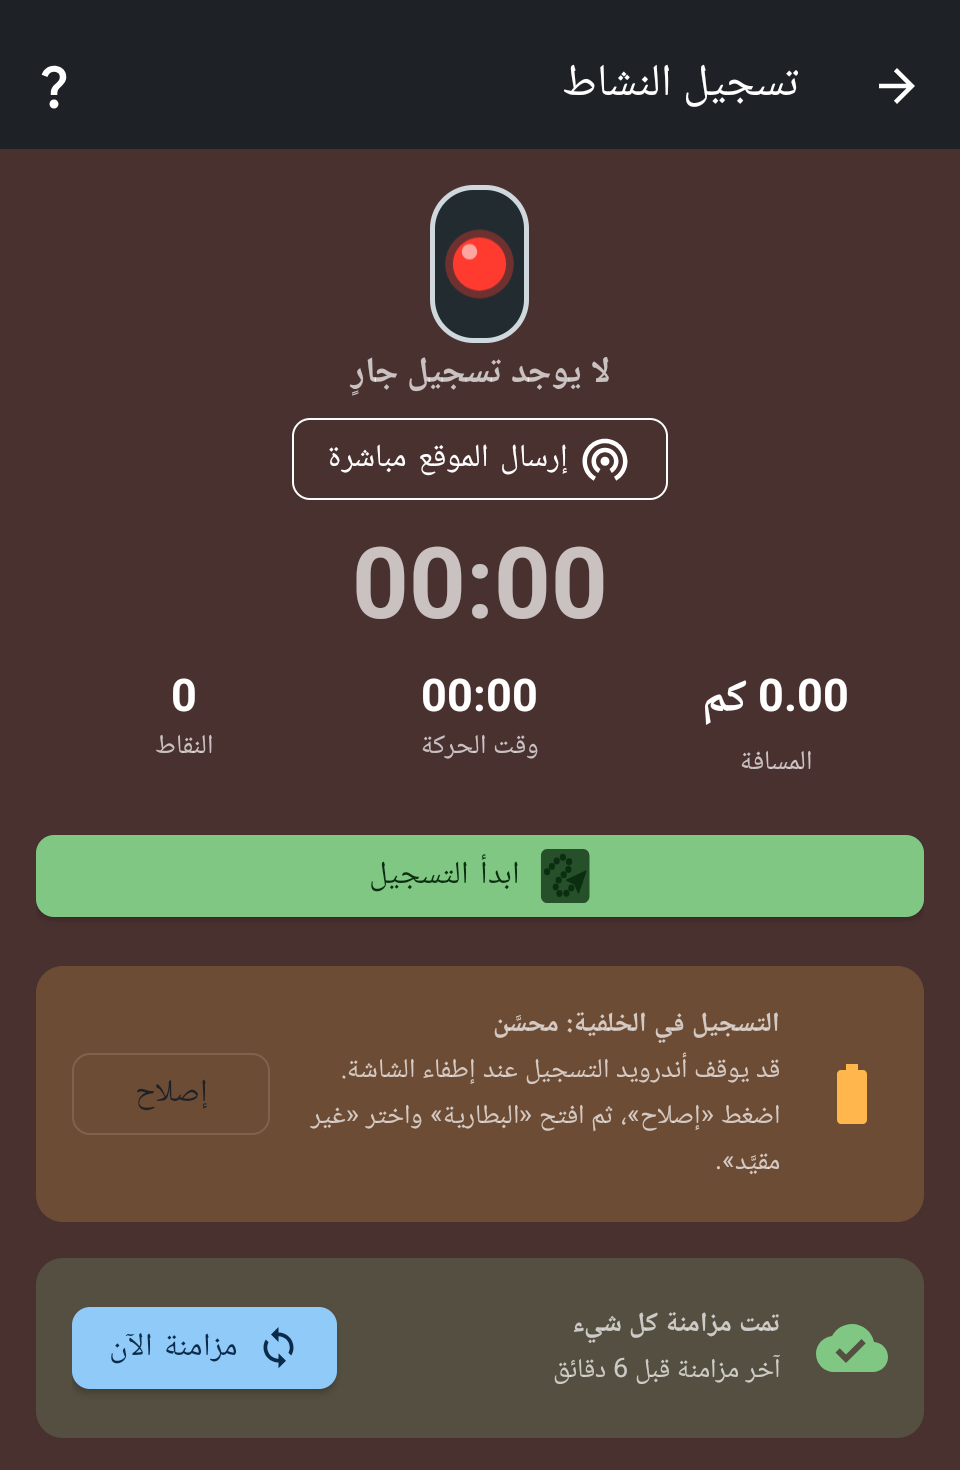 تسجيل النشاط
?
لا يوجد تسجيل جارٍ
إرسال الموقع مباشرة
00:00
0.00 كم
المسافة
00:00
وقت الحركة
0
النقاط
ابدأ التسجيل
التسجيل في الخلفية: محسَّن
قد يوقف أندرويد التسجيل عند إطفاء الشاشة.
اضغط «إصلاح»، ثم افتح «البطارية» واختر «غير
مقيَّد».
إصلاح
تمت مزامنة كل شيء
آخر مزامنة قبل 6 دقائق
مزامنة الآن